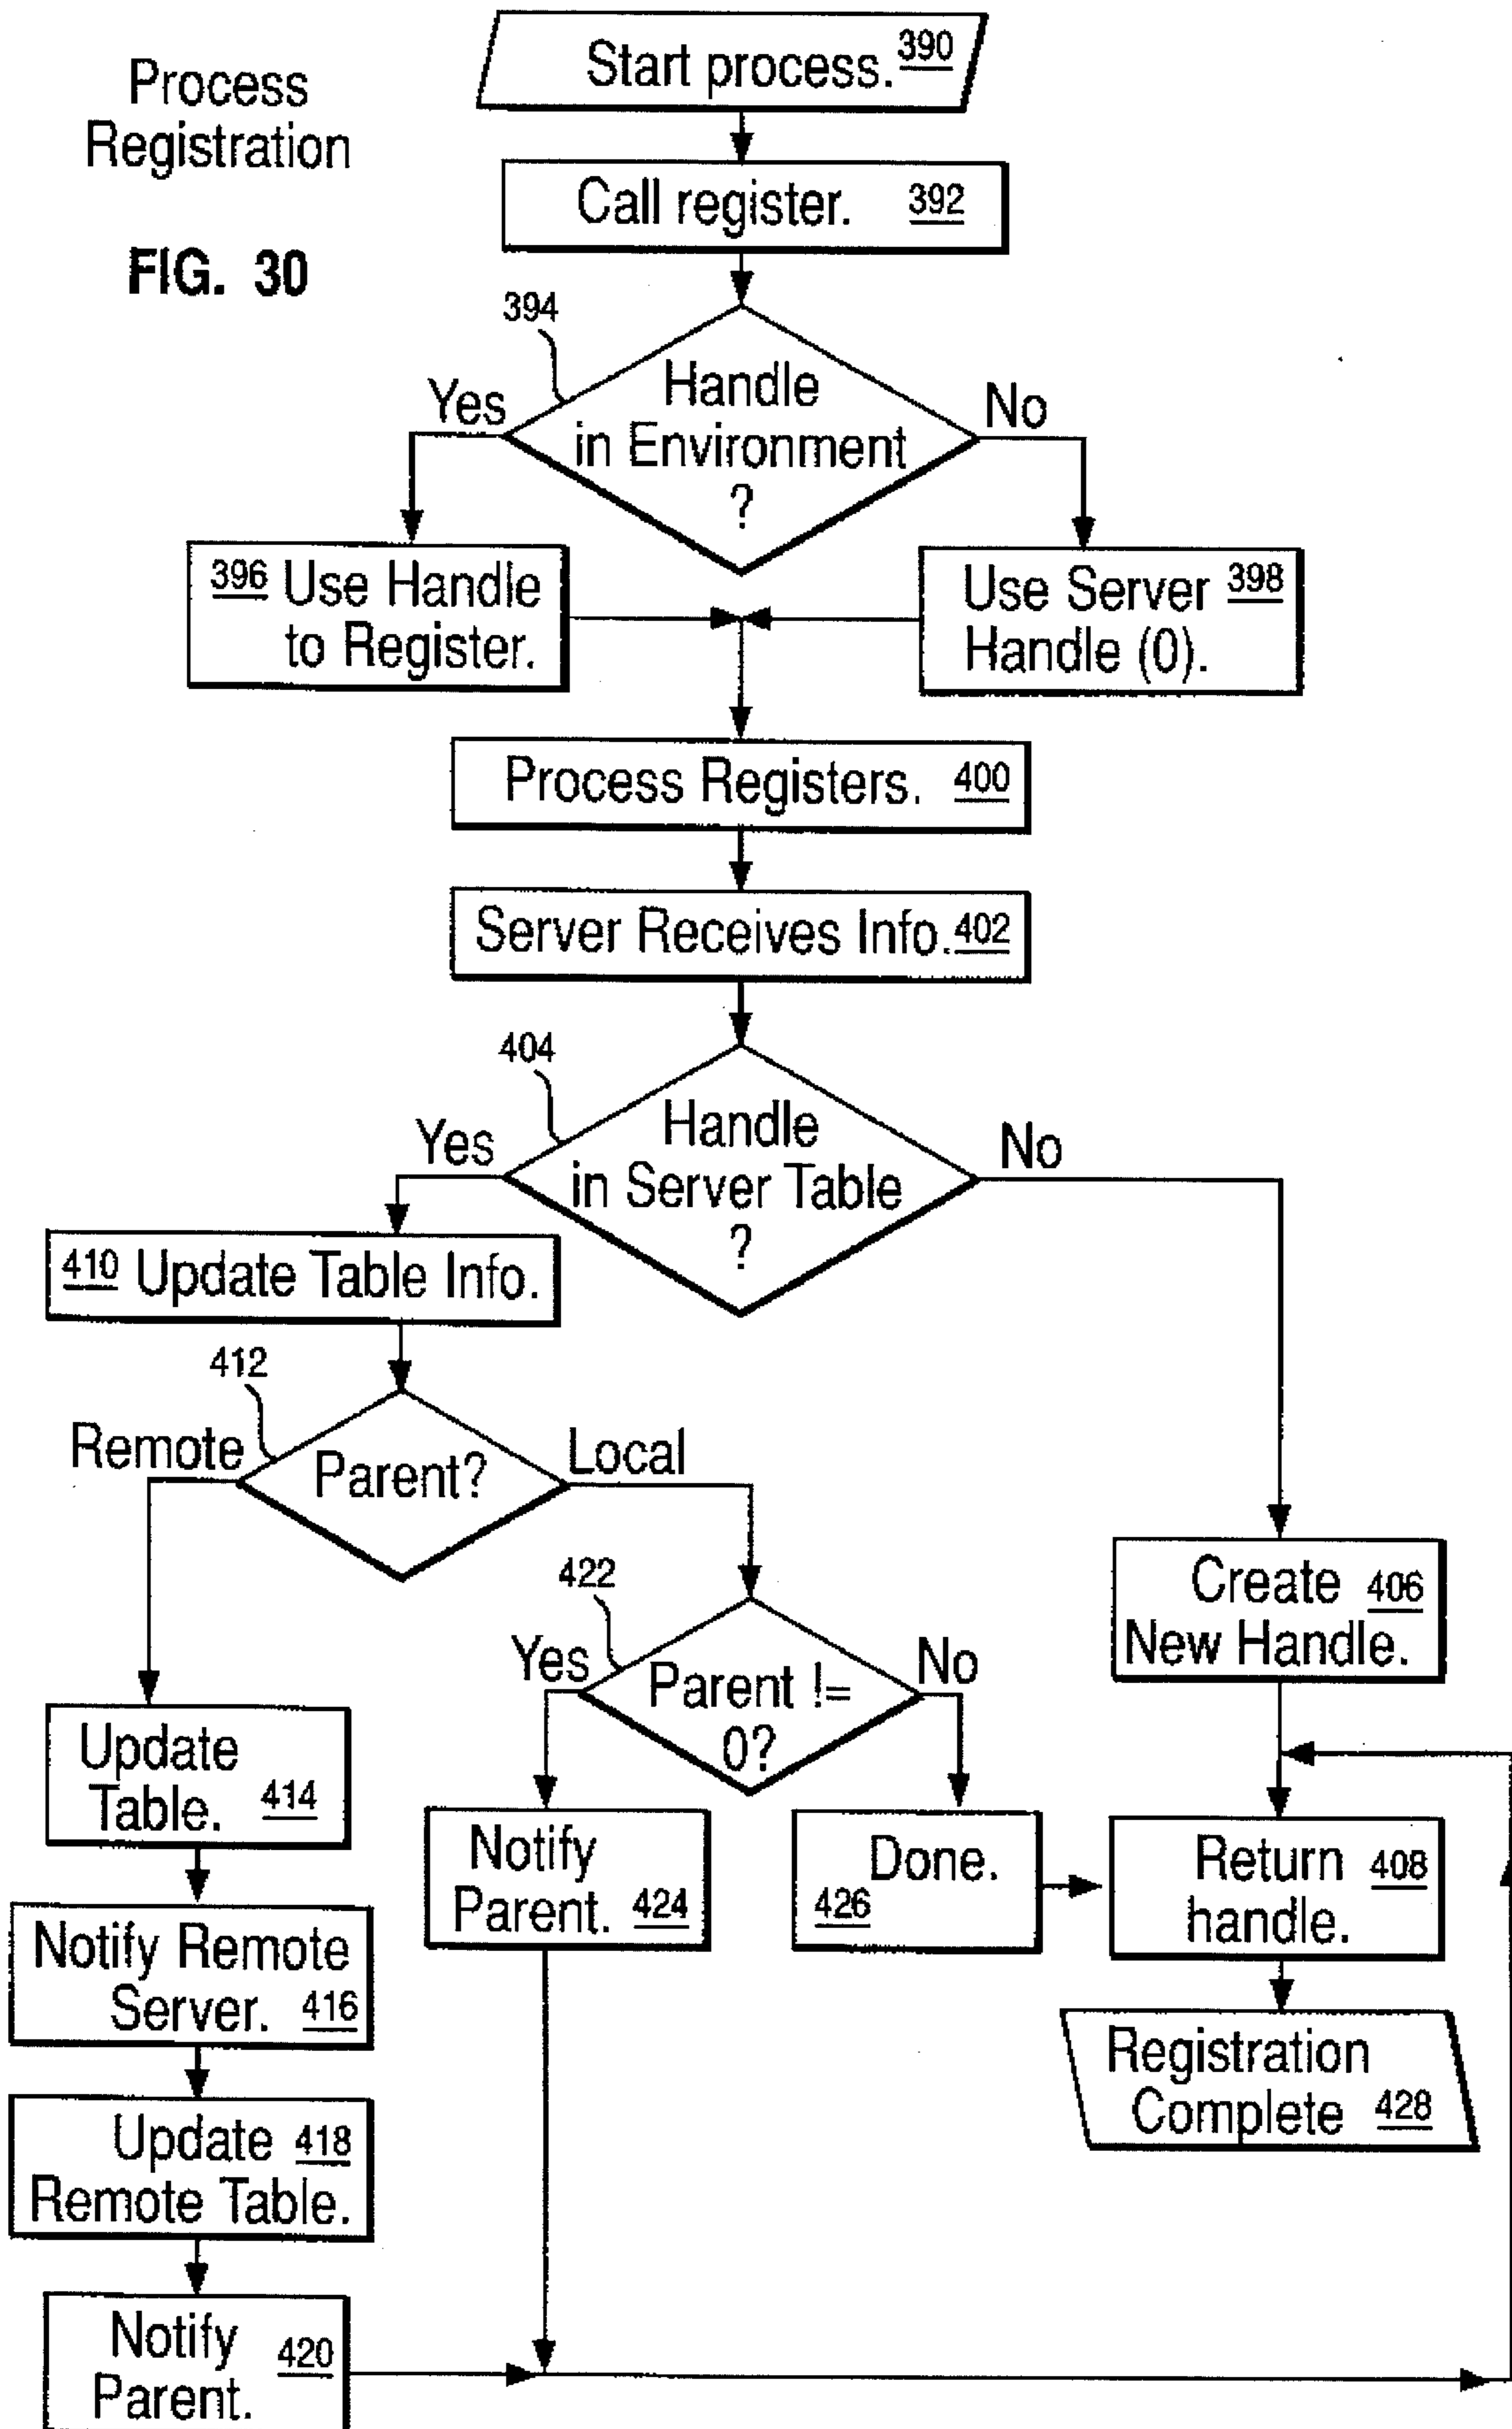 Process
Registration
FIG. 30
Start process. 390
Call register. 392
394
Handle
in Environment
?
Yes
No
396 Use Handle
to Register.
Use Server 398
Handle (0).
Process Registers. 400
Server Receives Info. 402
404
Handle
in Server Table
?
Yes
No
410 Update Table Info.
412
Parent?
Remote
Local
422
Parent !=
0?
Yes
No
Create 406
New Handle.
Update
Table. 414
Notify
Parent. 424
Done.
426
Return 408
handle.
Notify Remote
Server. 416
Registration
Complete 428
Update 418
Remote Table.
Notify 420
Parent.